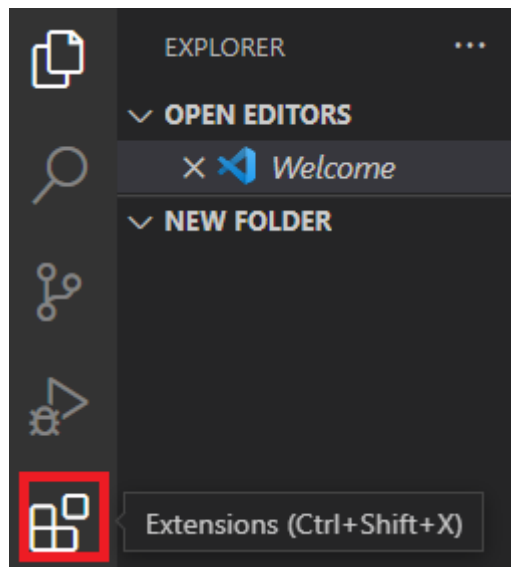 EXPLORER ...
OPEN EDITORS
Welcome
NEW FOLDER
Extensions (Ctrl+Shift+X)